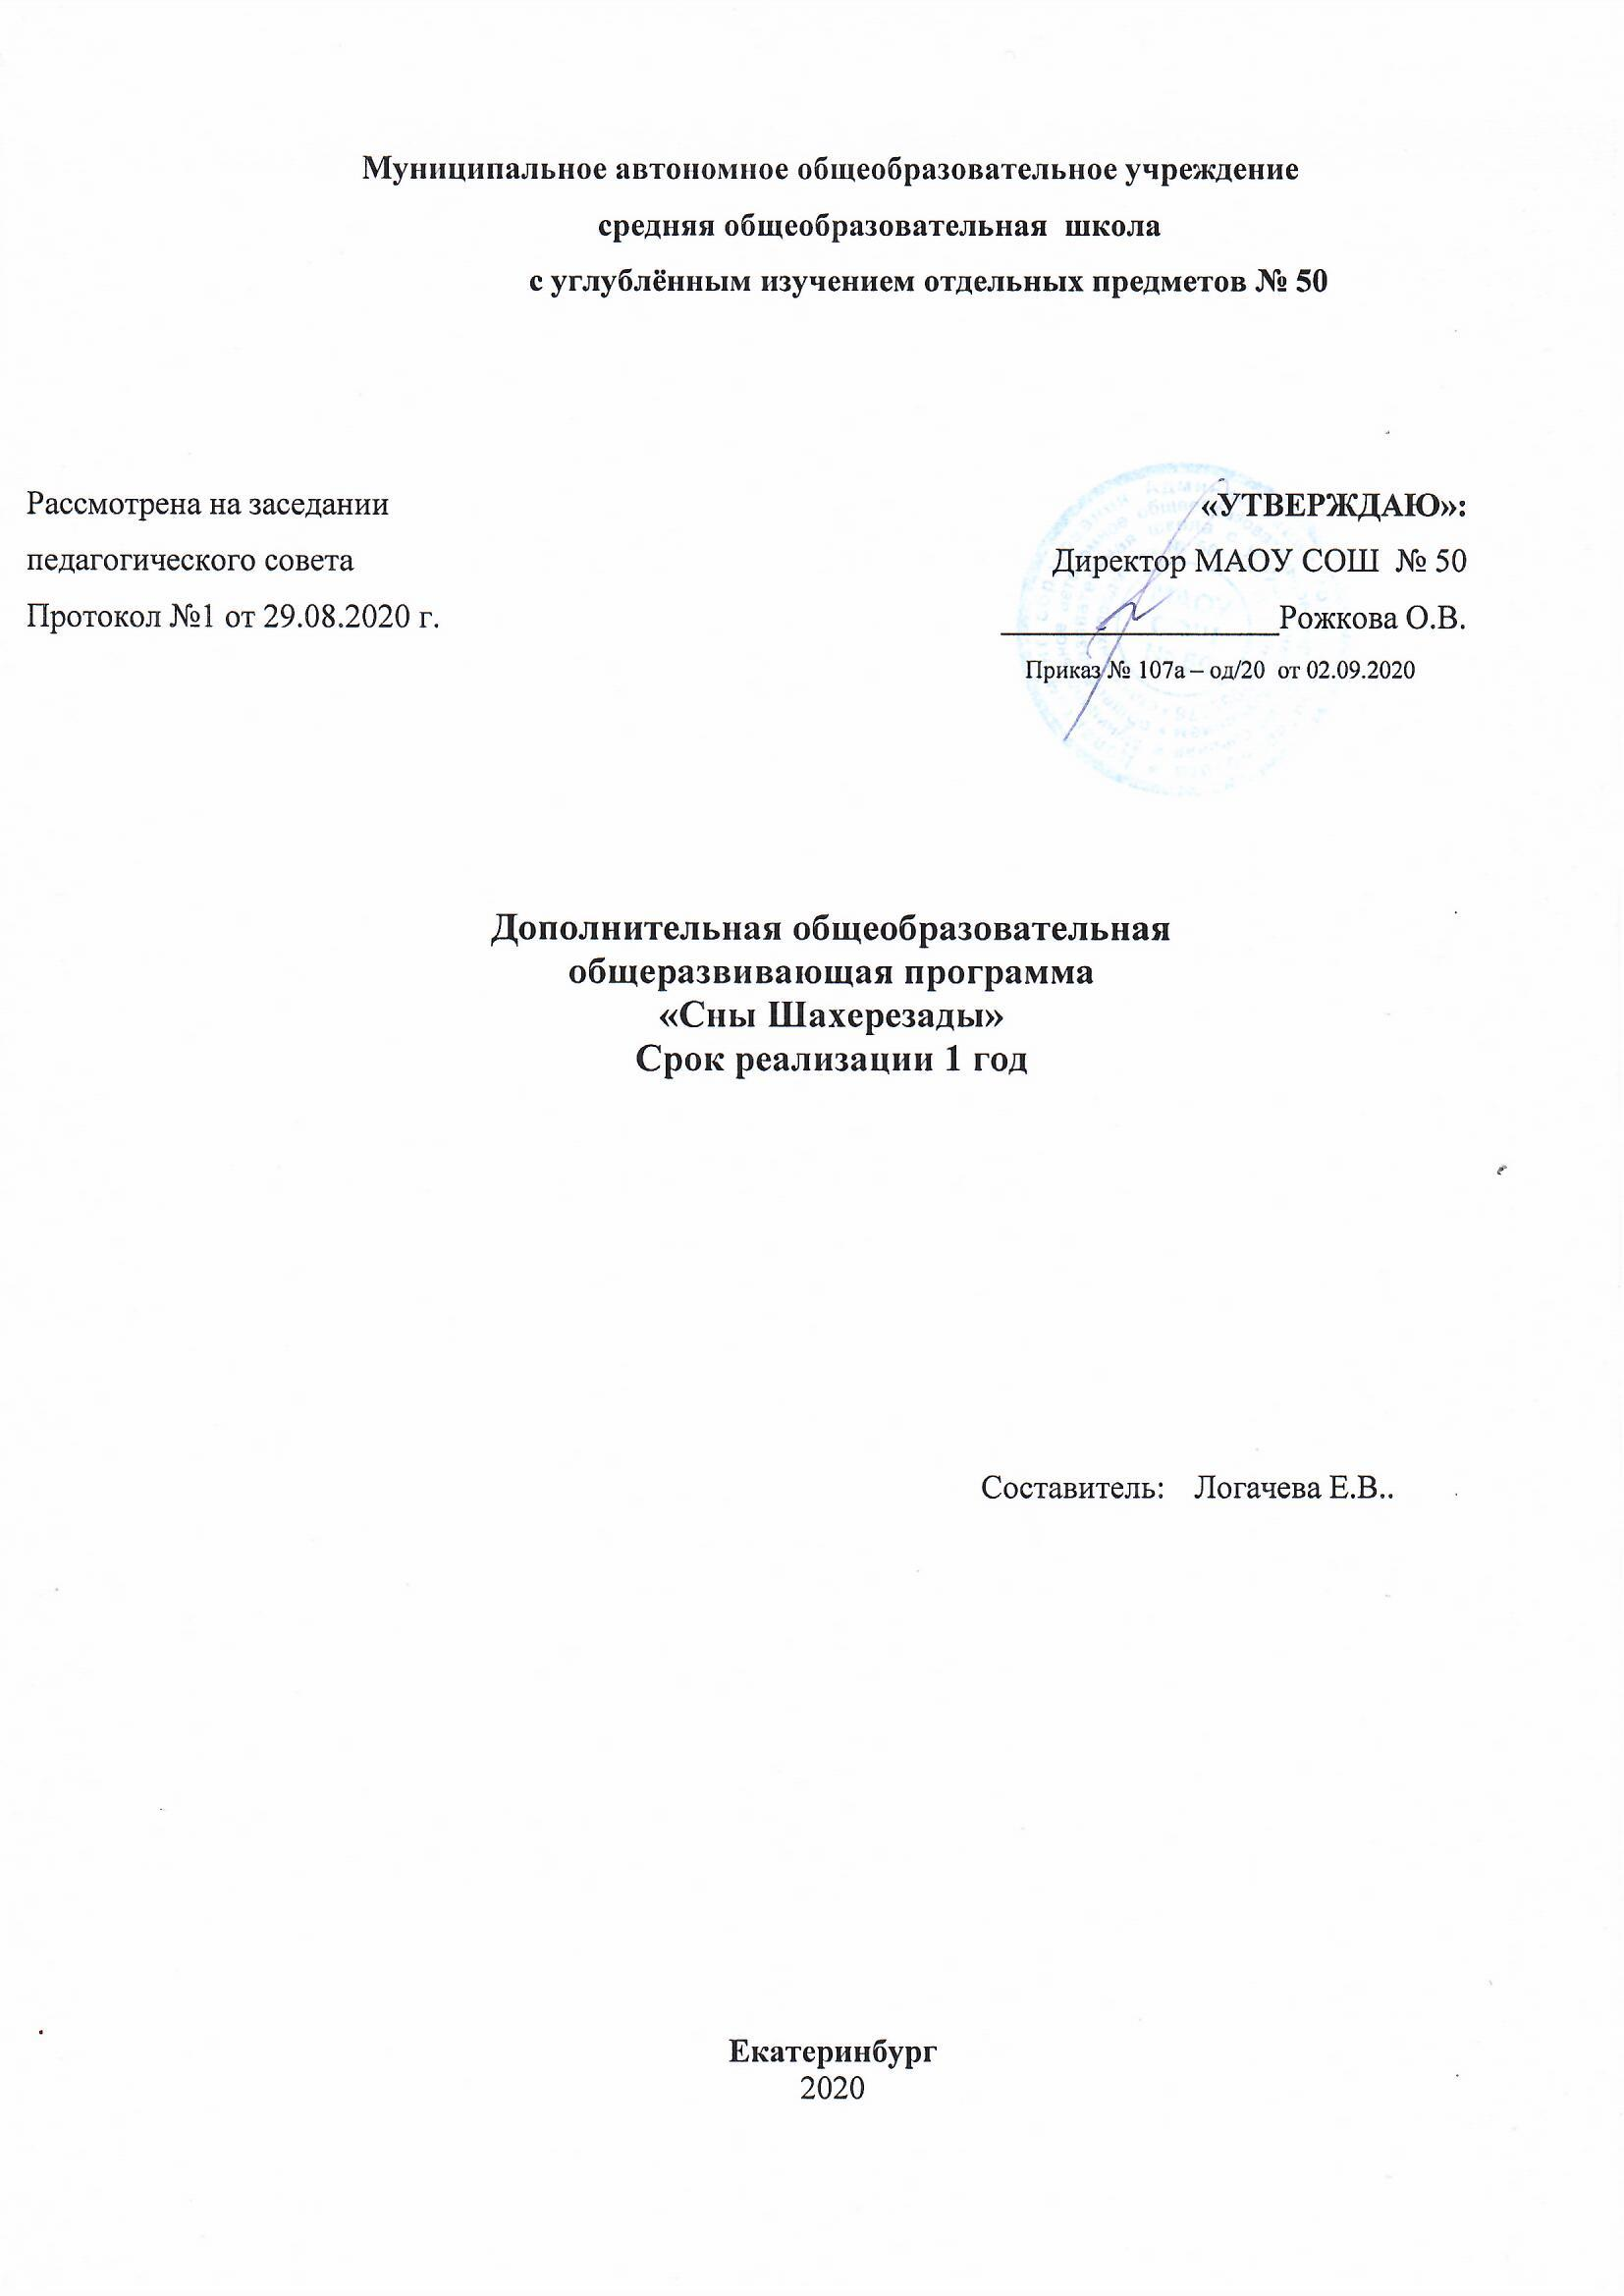 Муниципальное автономное общеобразовательное учреждение
средняя общеобразовательная школа
с углублённым изучением отдельных предметов № 50
Рассмотрена на заседании
педагогического совета
Протокол №1 от 29.08.2020 г.
«УТВЕРЖДАЮ»:
Директор МАОУ СОШ № 50
Рожкова О.В.
Приказ № 107а – од/20 от 02.09.2020
Дополнительная общеобразовательная
общеразвивающая программа
«Сны Шахерезады»
Срок реализации 1 год
Составитель: Логачева Е.В..
Екатеринбург
2020